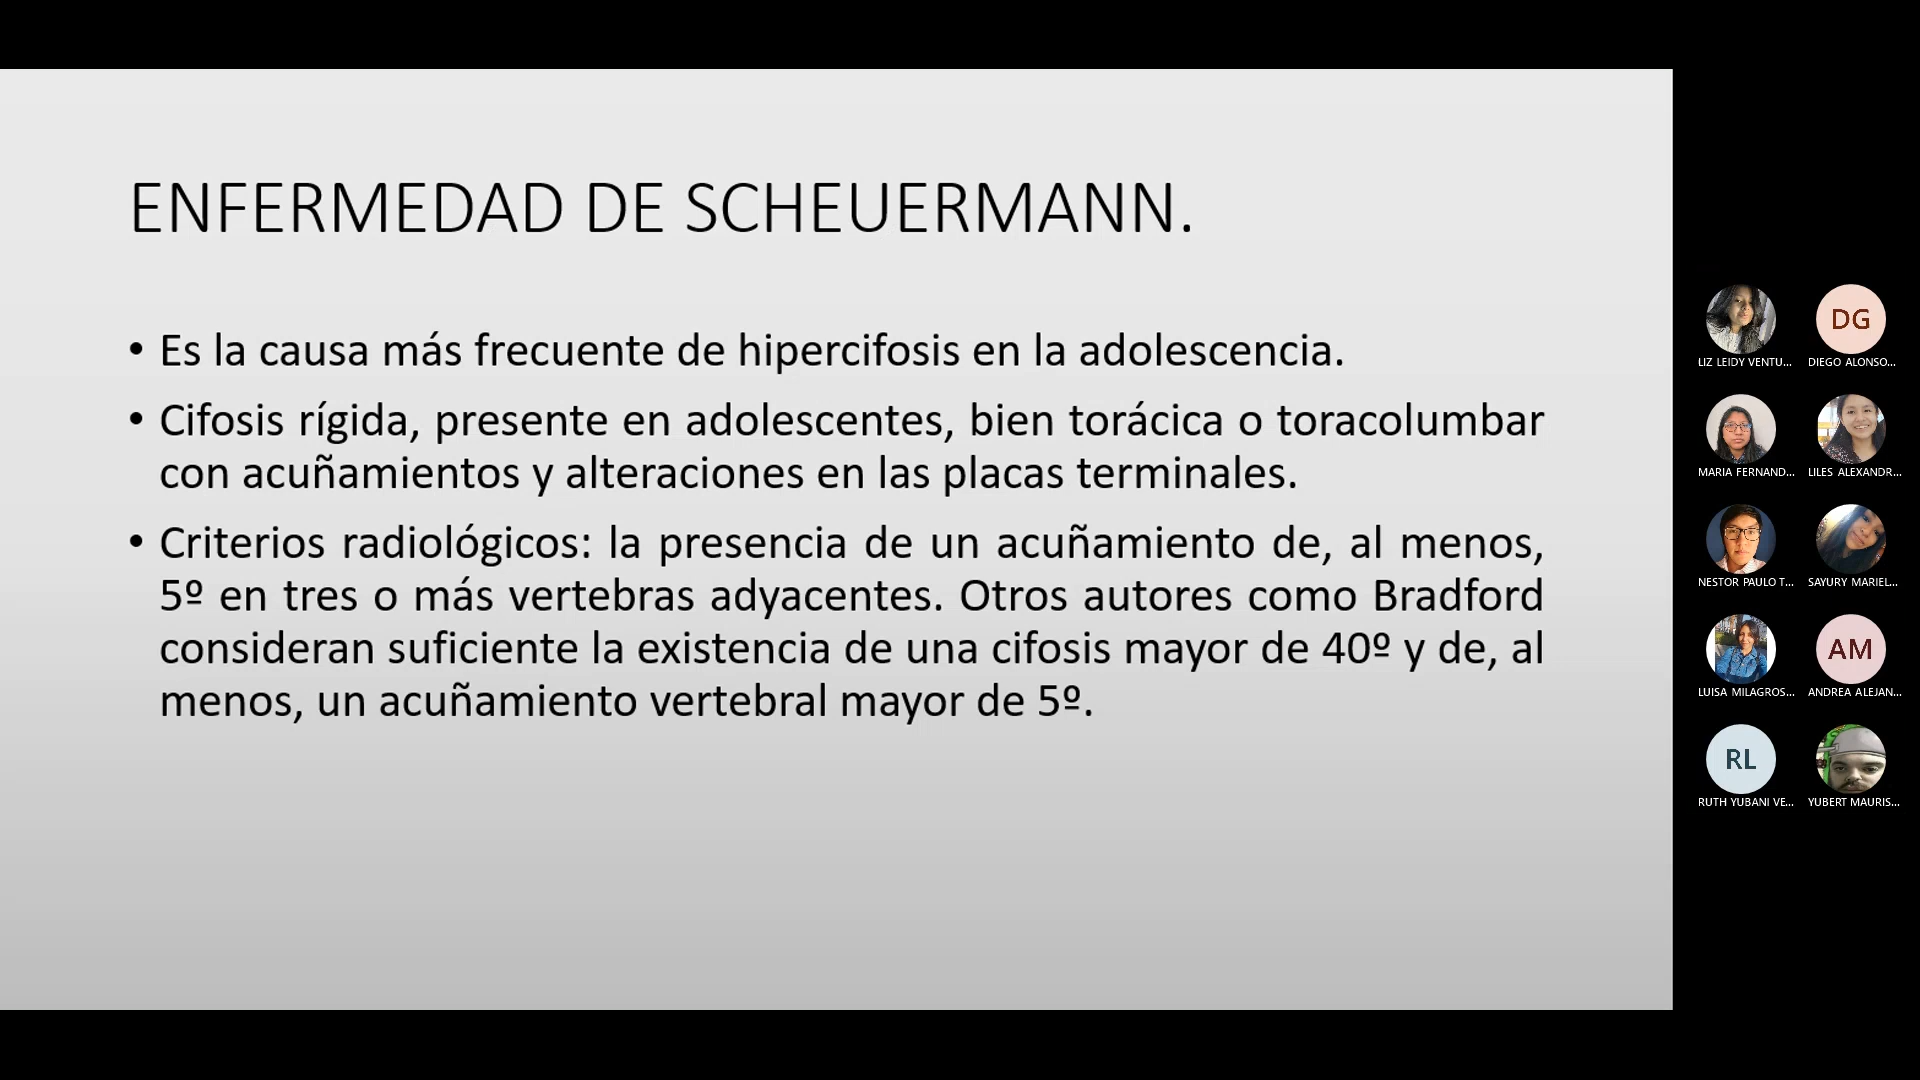 ENFERMEDAD DE SCHEUERMANN.
• Es la causa más frecuente de hipercifosis en la adolescencia.
• Cifosis rígida, presente en adolescentes, bien torácica o toracolumbar
con acuñamientos y alteraciones en las placas terminales.
• Criterios radiológicos: la presencia de un acuñamiento de, al menos,
5º en tres o más vertebras adyacentes. Otros autores como Bradford
consideran suficiente la existencia de una cifosis mayor de 40º y de, al
menos, un acuñamiento vertebral mayor de 5º.
LIZ LEIDY VENTU...
DG
DIEGO ALONSO...
MARIA FERNAND...
LILES ALEXANDR...
NESTOR PAULO T...
SAYURY MARIEL...
LUISA MILAGROS...
AM
ANDREA ALEJAN...
RL
RUTH YUBANI VE...
YUBERT MAURIS...